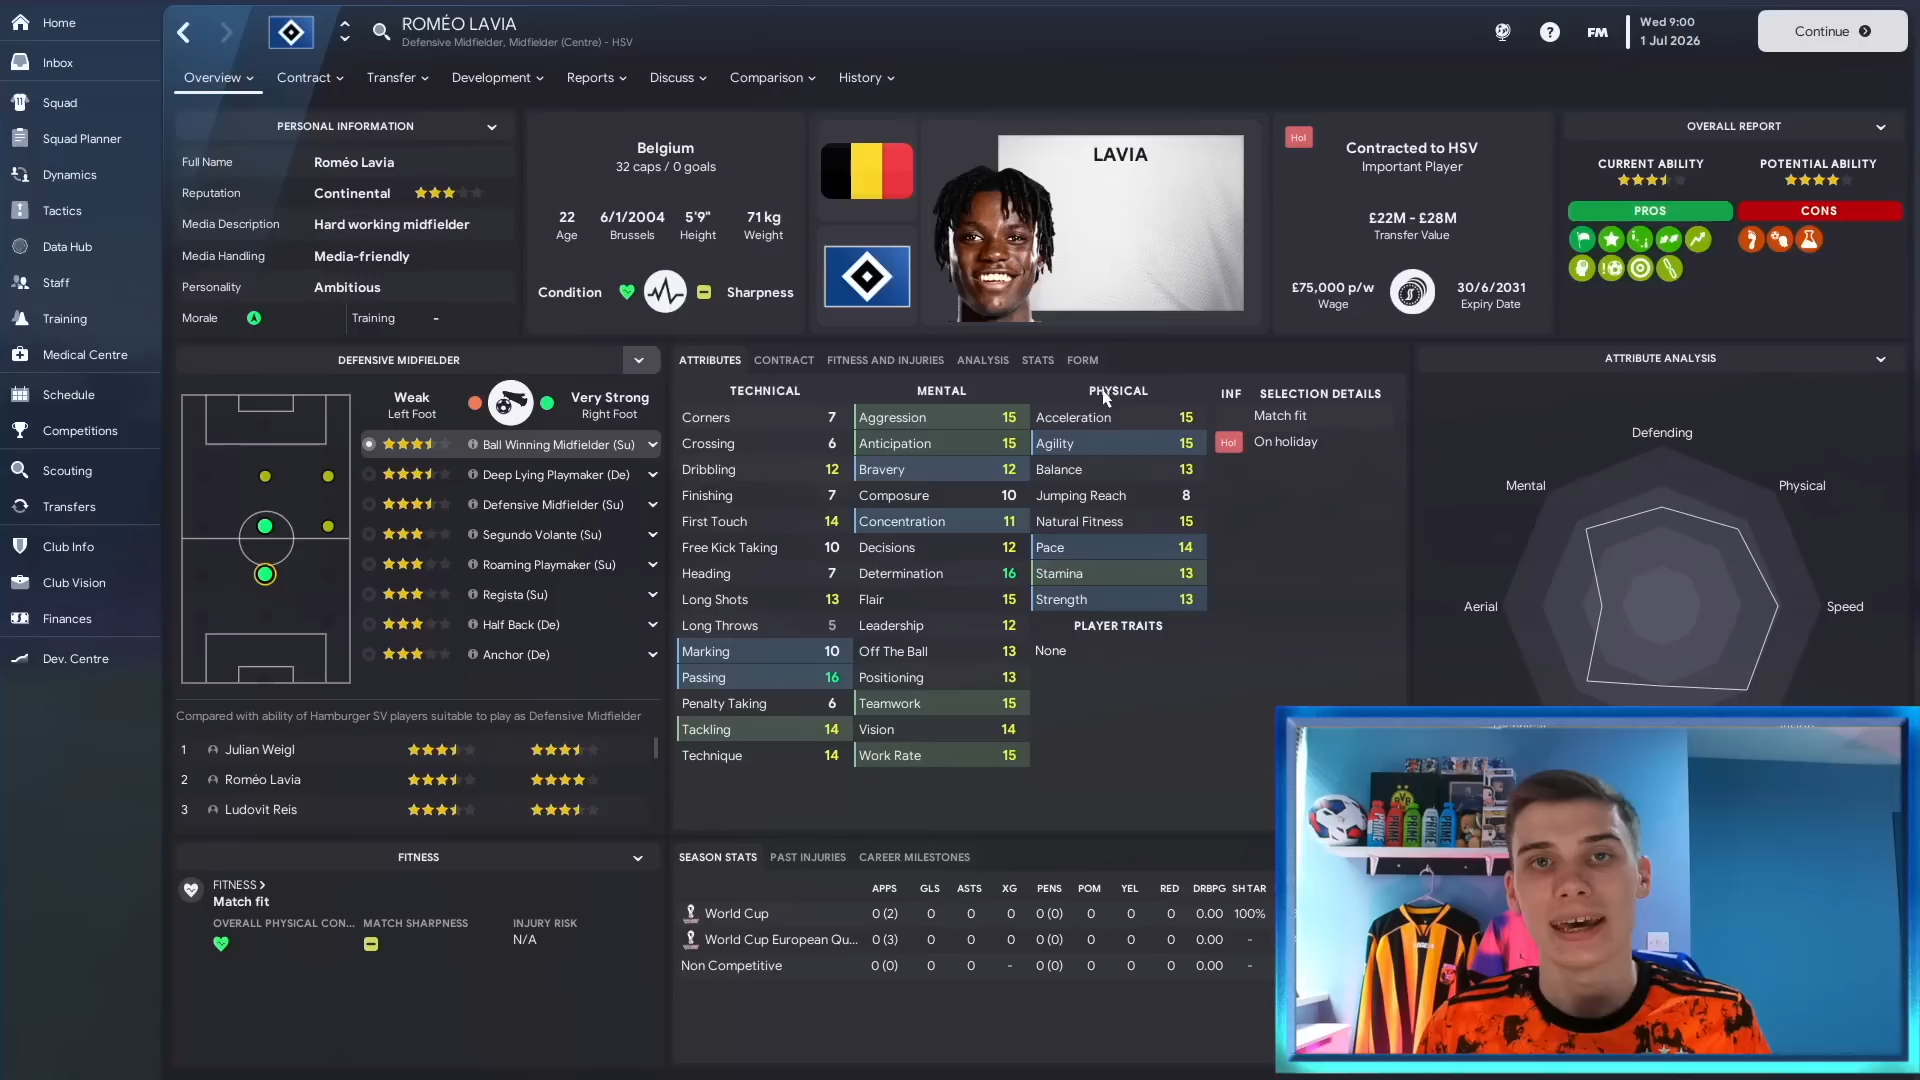 Home
Inbox
Squad
Squad Planner
Dynamics
Tactics
Data Hub
Staff
Training
Medical Centre
Schedule
Competitions
Scouting
Transfers
Club Info
Club Vision
Finances
Dev. Centre
ROMÉO LAVIA
Defensive Midfielder, Midfielder (Centre) - HSV
FM
Wed 9:00
1 Jul 2026
Continue
Overview Contract Transfer Development Reports Discuss Comparison History
PERSONAL INFORMATION
Full Name Roméo Lavia
Reputation Continental
Media Description Hard working midfielder
Media Handling Media-friendly
Personality Ambitious
Morale Training -
Belgium
32 caps / 0 goals
22 6/1/2004 5'9" 71 kg
Age Brussels Height Weight
Condition Sharpness
LAVIA
Hol
Contracted to HSV
Important Player
£22M - £28M
Transfer Value
£75,000 p/w 30/6/2031
Wage Expiry Date
OVERALL REPORT
CURRENT ABILITY POTENTIAL ABILITY
PROS CONS
DEFENSIVE MIDFIELDER
Weak Very Strong
Left Foot Right Foot
Ball Winning Midfielder (Su)
Deep Lying Playmaker (De)
Defensive Midfielder (Su)
Segundo Volante (Su)
Roaming Playmaker (Su)
Regista (Su)
Half Back (De)
Anchor (De)
Compared with ability of Hamburger SV players suitable to play as Defensive Midfielder
1 Julian Weigl
2 Roméo Lavia
3 Ludovit Reis
FITNESS
FITNESS
Match fit
OVERALL PHYSICAL CON... MATCH SHARPNESS INJURY RISK
N/A
ATTRIBUTES CONTRACT FITNESS AND INJURIES ANALYSIS STATS FORM
TECHNICAL MENTAL PHYSICAL INF SELECTION DETAILS
Corners 7 Aggression 15 Acceleration 15 Match fit
Crossing 6 Anticipation 15 Agility 15 Hol On holiday
Dribbling 12 Bravery 12 Balance 13
Finishing 7 Composure 10 Jumping Reach 8
First Touch 14 Concentration 11 Natural Fitness 15
Free Kick Taking 10 Decisions 12 Pace 14
Heading 7 Determination 16 Stamina 13
Long Shots 13 Flair 15 Strength 13
Long Throws 5 Leadership 12 PLAYER TRAITS
Marking 10 Off The Ball 13 None
Passing 16 Positioning 13
Penalty Taking 6 Teamwork 15
Tackling 14 Vision 14
Technique 14 Work Rate 15
ATTRIBUTE ANALYSIS
Defending
Mental Physical
Aerial Speed
SEASON STATS PAST INJURIES CAREER MILESTONES
APPS GLS ASTS XG PENS POM YEL RED DRBPG SH TAR
World Cup 0 (2) 0 0 0 0 (0) 0 0 0 0.00 100%
World Cup European Qu... 0 (3) 0 0 0 0 (0) 0 0 0 0.00 -
Non Competitive 0 (0) 0 0 - 0 (0) 0 0 0 0.00 -
PRIME PRIME PRIME PRIME PRIME